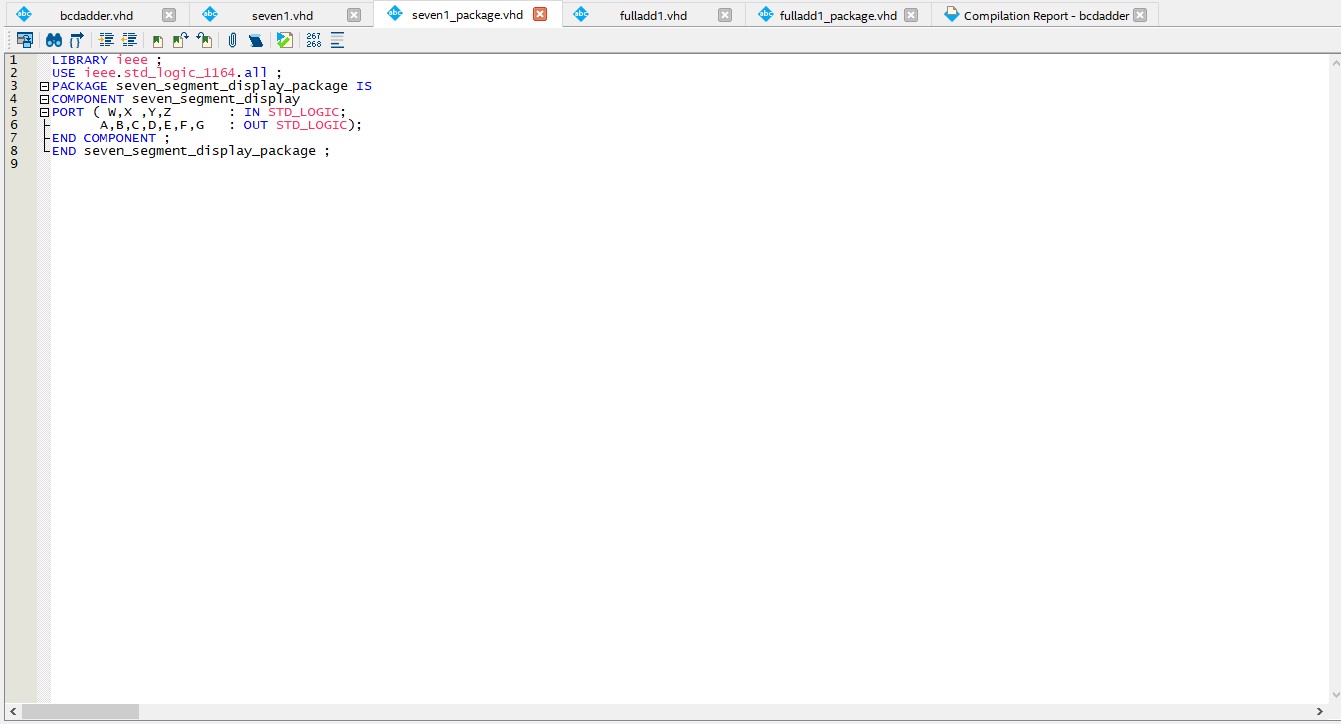 bcdadder.vhd seven1.vhd seven1_package.vhd fulladd1.vhd fulladd1_package.vhd Compilation Report - bcdadder
267
268
1 LIBRARY ieee ;
2 USE ieee.std_logic_1164.all ;
3 PACKAGE seven_segment_display_package IS
4 COMPONENT seven_segment_display
5 PORT ( W,X ,Y,Z : IN STD_LOGIC;
6 A,B,C,D,E,F,G : OUT STD_LOGIC);
7 END COMPONENT ;
8 END seven_segment_display_package ;
9